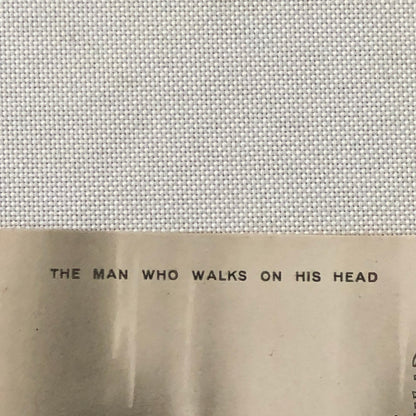 THE MAN WHO WALKS ON HIS HEAD